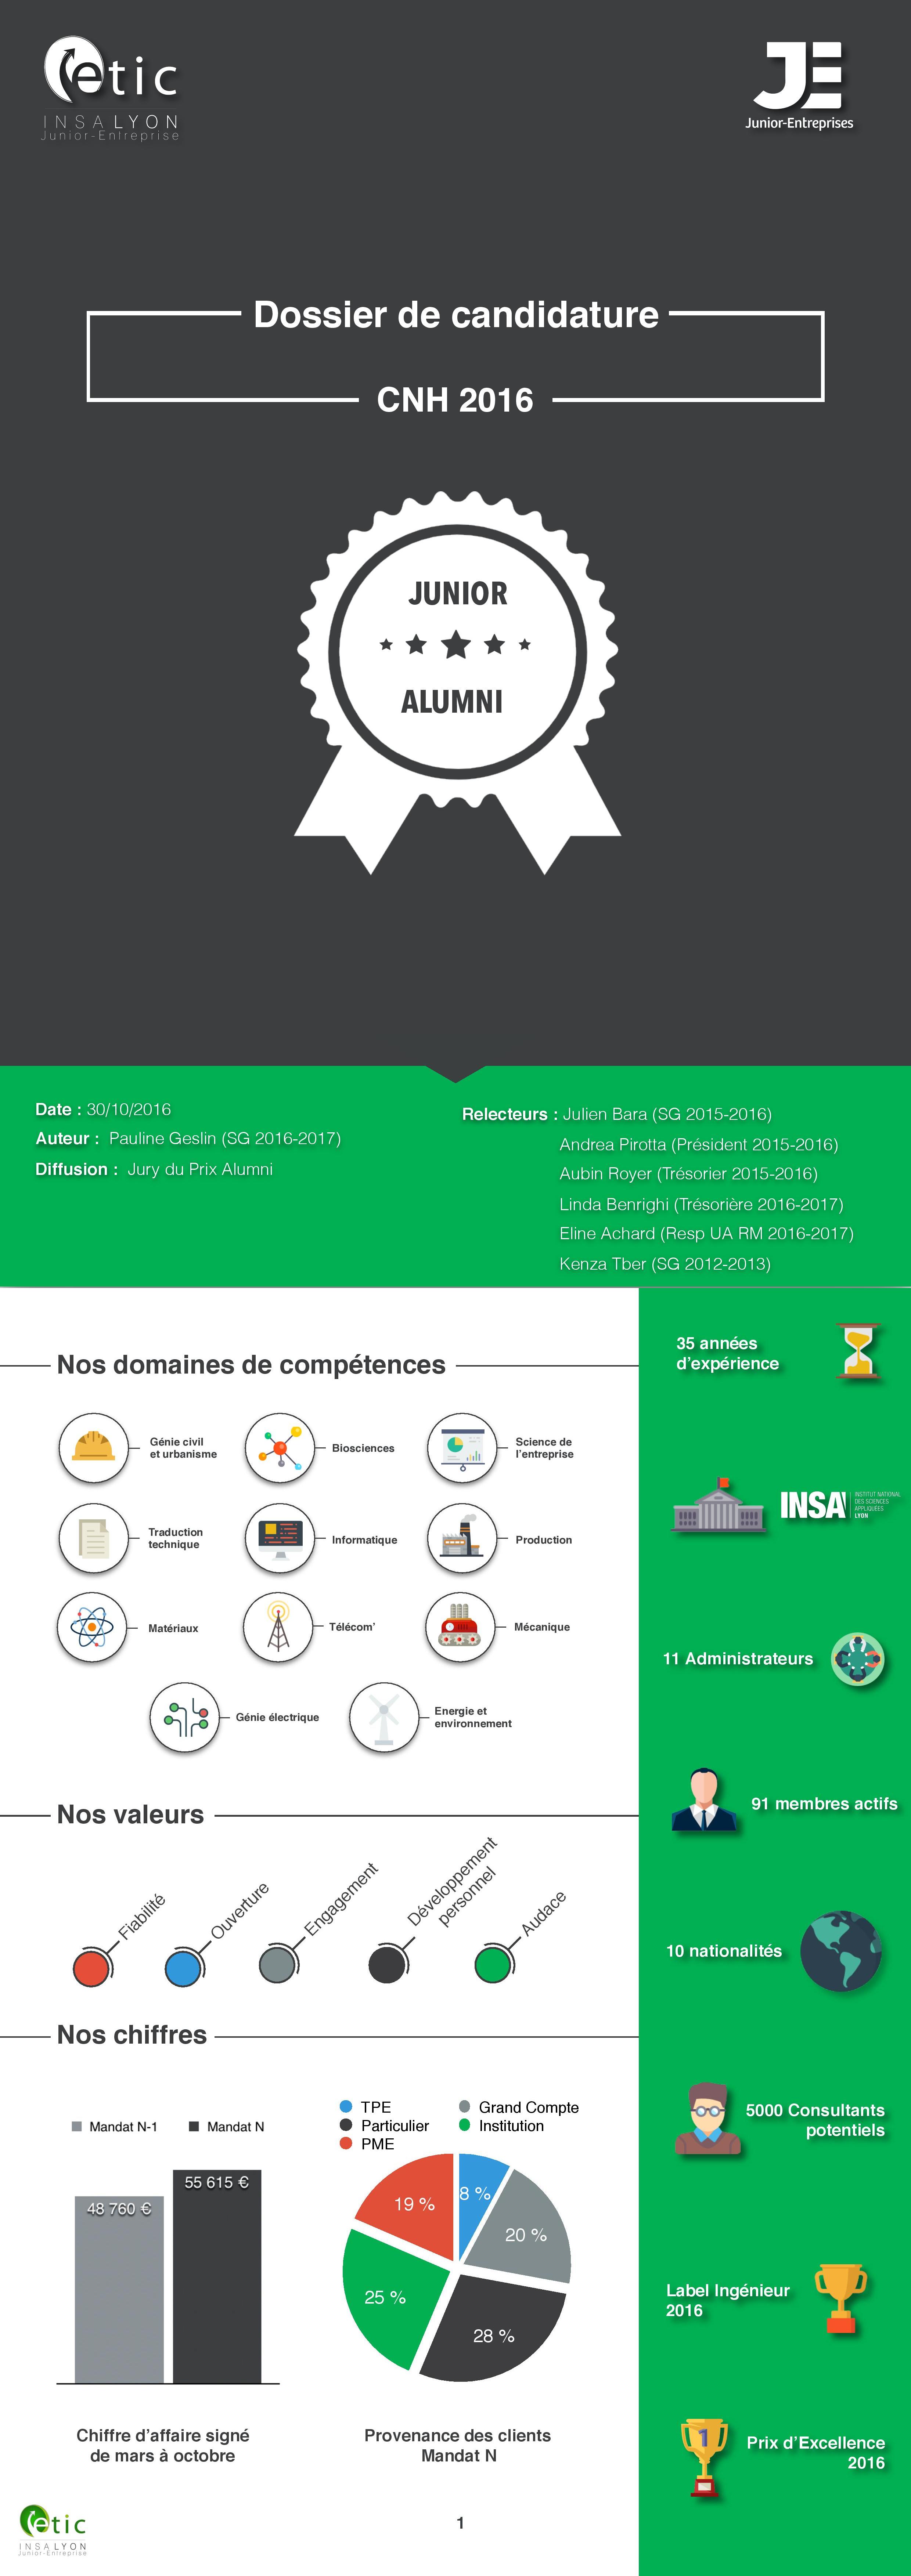 etic
INSA LYON
Junior-Entreprise
JE
Junior-Entreprises
Dossier de candidature
CNH 2016
JUNIOR
ALUMNI
Date : 30/10/2016
Auteur : Pauline Geslin (SG 2016-2017)
Diffusion : Jury du Prix Alumni
Relecteurs : Julien Bara (SG 2015-2016)
Andrea Pirotta (Président 2015-2016)
Aubin Royer (Trésorier 2015-2016)
Linda Benrighi (Trésorière 2016-2017)
Eline Achard (Resp UA RM 2016-2017)
Kenza Tber (SG 2012-2013)
Nos domaines de compétences
Génie civil
et urbanisme
Biosciences
Science de
l'entreprise
Traduction
technique
Informatique
Production
Matériaux
Télécom'
Mécanique
Génie électrique
Energie et
environnement
Nos valeurs
Fiabilité
Ouverture
Engagement
Développement
personnel
Audace
Nos chiffres
Mandat N-1
Mandat N
48 760 €
55 615 €
Chiffre d'affaire signé
de mars à octobre
TPE
Grand Compte
Particulier
Institution
PME
19 %
8 %
20 %
25 %
28 %
Provenance des clients
Mandat N
35 années
d'expérience
INSA
INSTITUT NATIONAL
DES SCIENCES
APPLIQUÉES
LYON
11 Administrateurs
91 membres actifs
10 nationalités
5000 Consultants
potentiels
Label Ingénieur
2016
1
Prix d'Excellence
2016
etic
INSA LYON
Junior-Entreprise
1